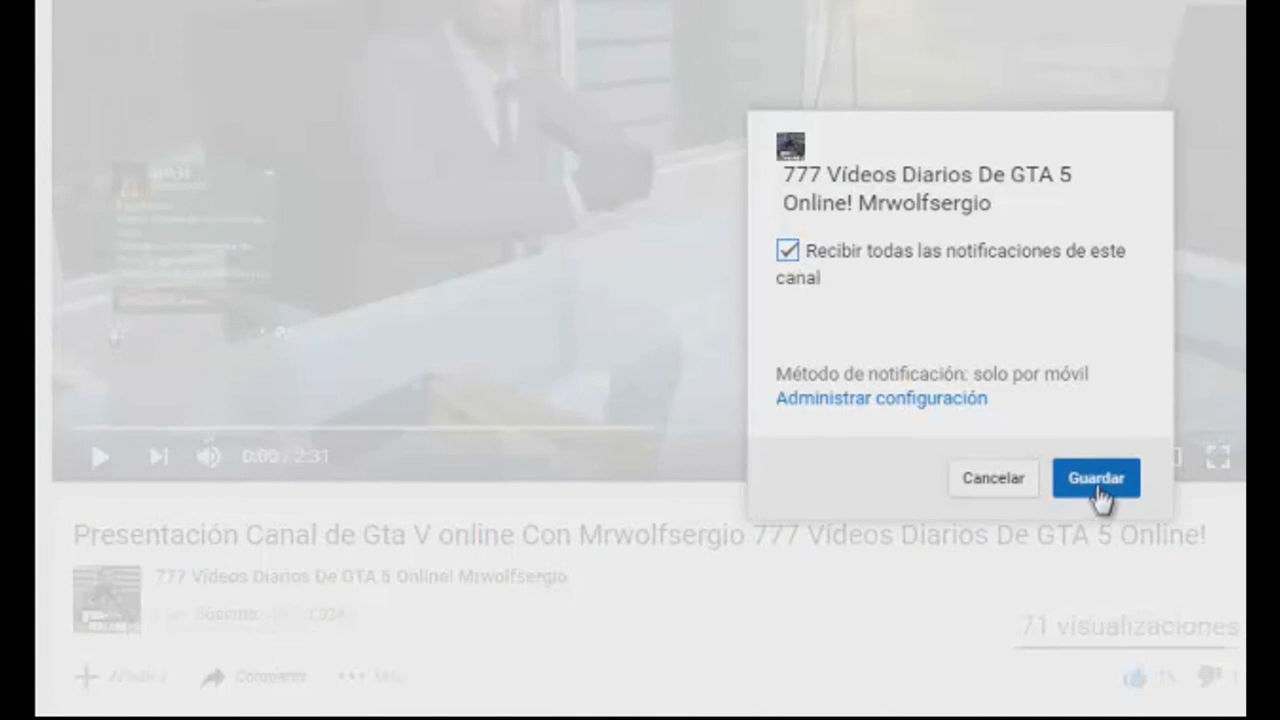 777 Vídeos Diarios De GTA 5
Online! Mrwolfsergio
Recibir todas las notificaciones de este
canal
Método de notificación: solo por móvil
Administrar configuración
Cancelar
Guardar
0:00 / 2:31
Presentación Canal de Gta V online Con Mrwolfsergio 777 Vídeos Diarios De GTA 5 Online!
777 Vídeos Diarios De GTA 5 Online! Mrwolfsergio
71 visualizaciones
Compartir